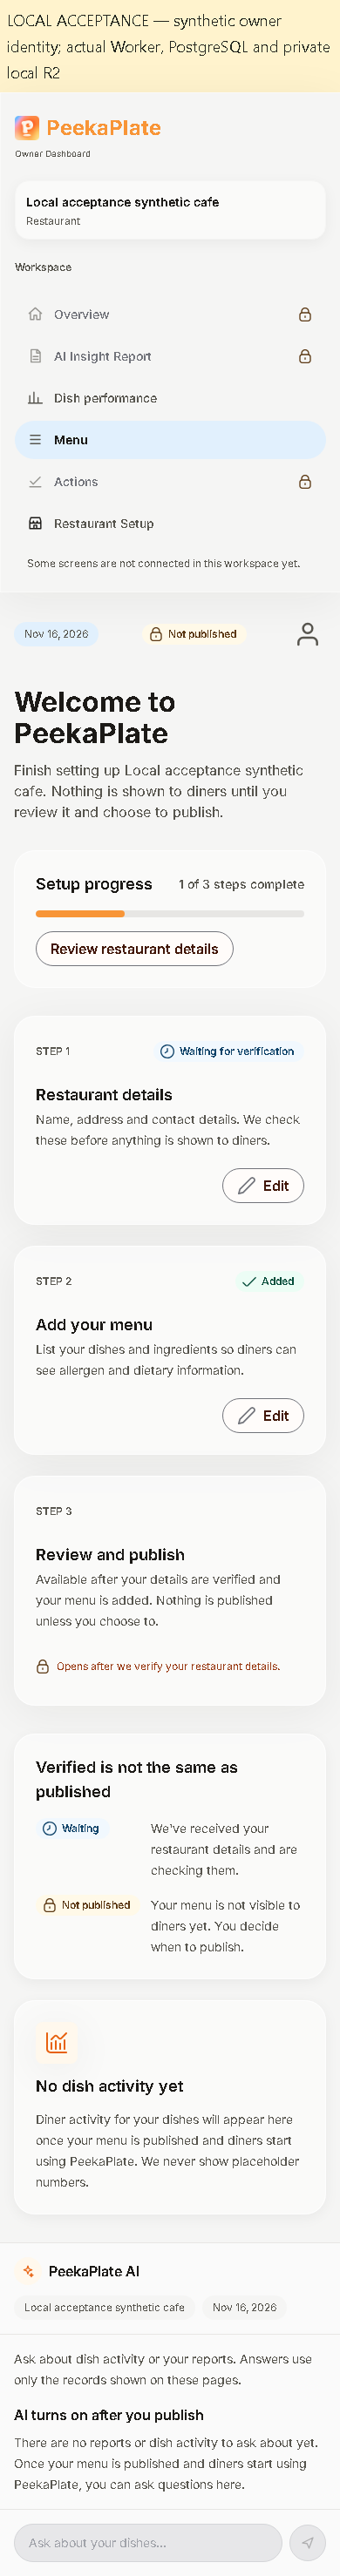 LOCAL ACCEPTANCE — synthetic owner
identity; actual Worker, PostgreSQL and private
local R2
PeekaPlate
Owner Dashboard
Local acceptance synthetic cafe
Restaurant
Workspace
Overview
AI Insight Report
Dish performance
Menu
Actions
Restaurant Setup
Some screens are not connected in this workspace yet.
Nov 16, 2026
Not published
Welcome to
PeekaPlate
Finish setting up Local acceptance synthetic
cafe. Nothing is shown to diners until you
review it and choose to publish.
Setup progress
1 of 3 steps complete
Review restaurant details
STEP 1
Waiting for verification
Restaurant details
Name, address and contact details. We check
these before anything is shown to diners.
Edit
STEP 2
Added
Add your menu
List your dishes and ingredients so diners can
see allergen and dietary information.
Edit
STEP 3
Review and publish
Available after your details are verified and
your menu is added. Nothing is published
unless you choose to.
Opens after we verify your restaurant details.
Verified is not the same as
published
Waiting
We've received your
restaurant details and are
checking them.
Not published
Your menu is not visible to
diners yet. You decide
when to publish.
No dish activity yet
Diner activity for your dishes will appear here
once your menu is published and diners start
using PeekaPlate. We never show placeholder
numbers.
PeekaPlate AI
Local acceptance synthetic cafe
Nov 16, 2026
Ask about dish activity or your reports. Answers use
only the records shown on these pages.
AI turns on after you publish
There are no reports or dish activity to ask about yet.
Once your menu is published and diners start using
PeekaPlate, you can ask questions here.
Ask about your dishes...